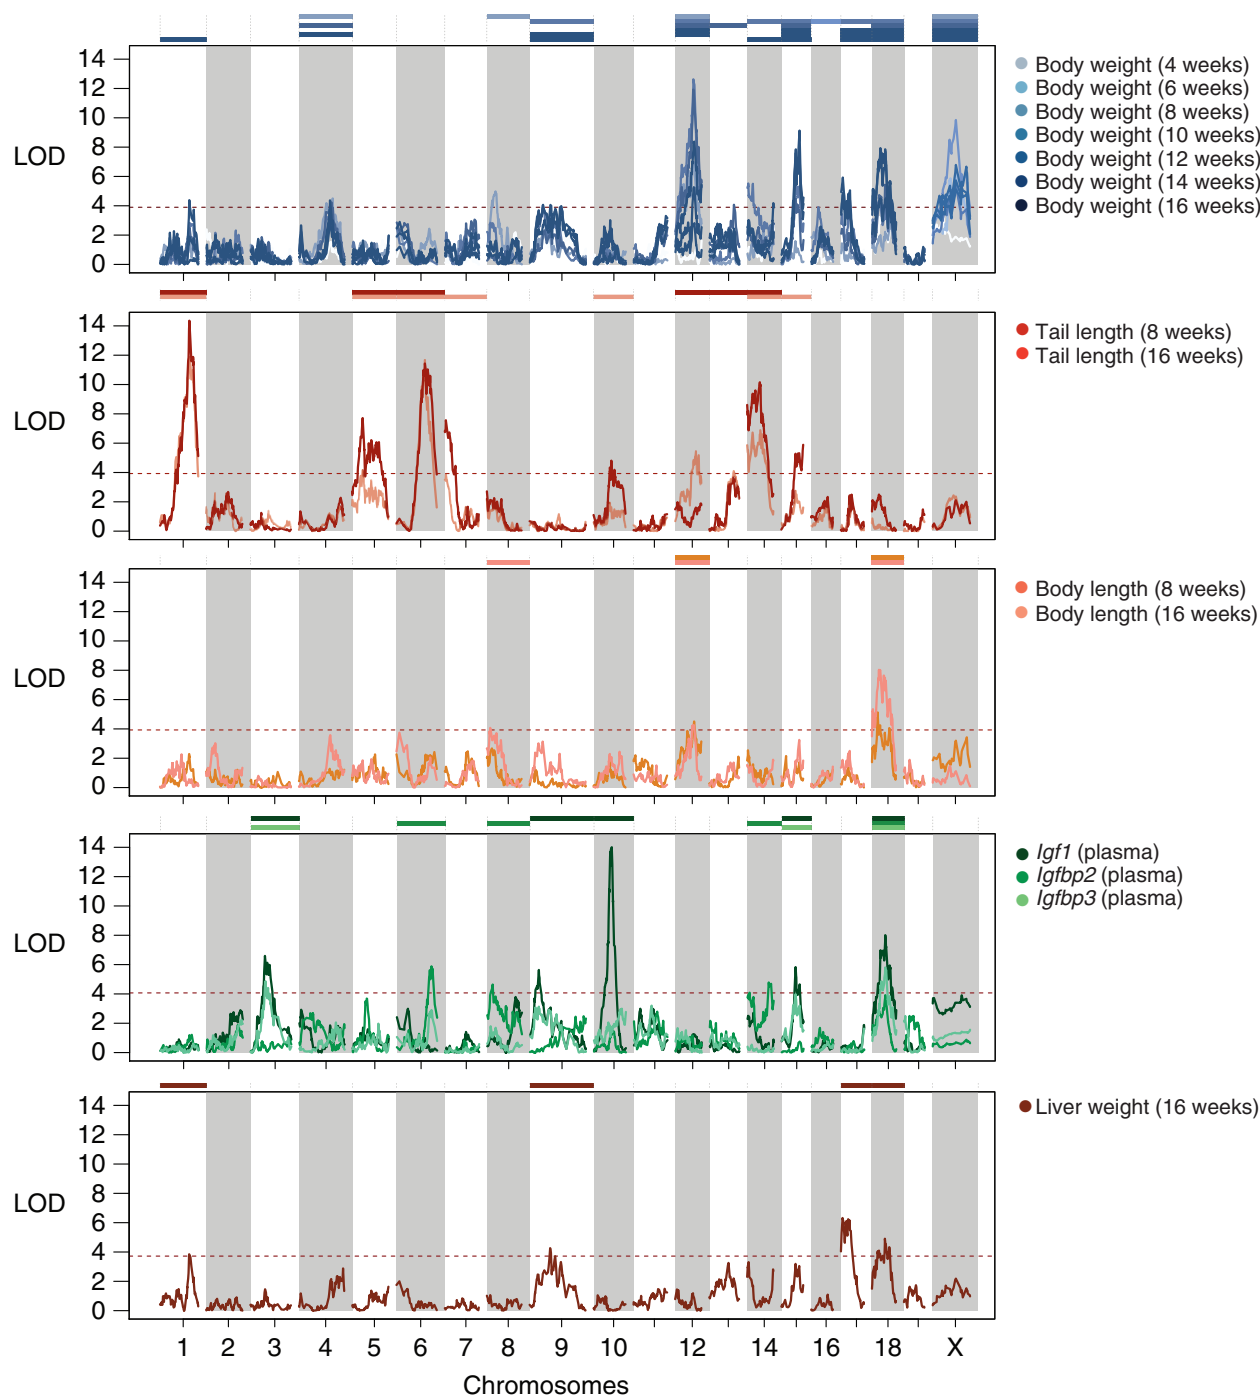 LOD
14
12
10
8
6
4
2
0
Body weight (4 weeks)
Body weight (6 weeks)
Body weight (8 weeks)
Body weight (10 weeks)
Body weight (12 weeks)
Body weight (14 weeks)
Body weight (16 weeks)
LOD
14
12
10
8
6
4
2
0
Tail length (8 weeks)
Tail length (16 weeks)
LOD
14
12
10
8
6
4
2
0
Body length (8 weeks)
Body length (16 weeks)
LOD
14
12
10
8
6
4
2
0
Igf1 (plasma)
Igfbp2 (plasma)
Igfbp3 (plasma)
LOD
14
12
10
8
6
4
2
0
Liver weight (16 weeks)
1 2 3 4 5 6 7 8 9 10 12 14 16 18 X
Chromosomes